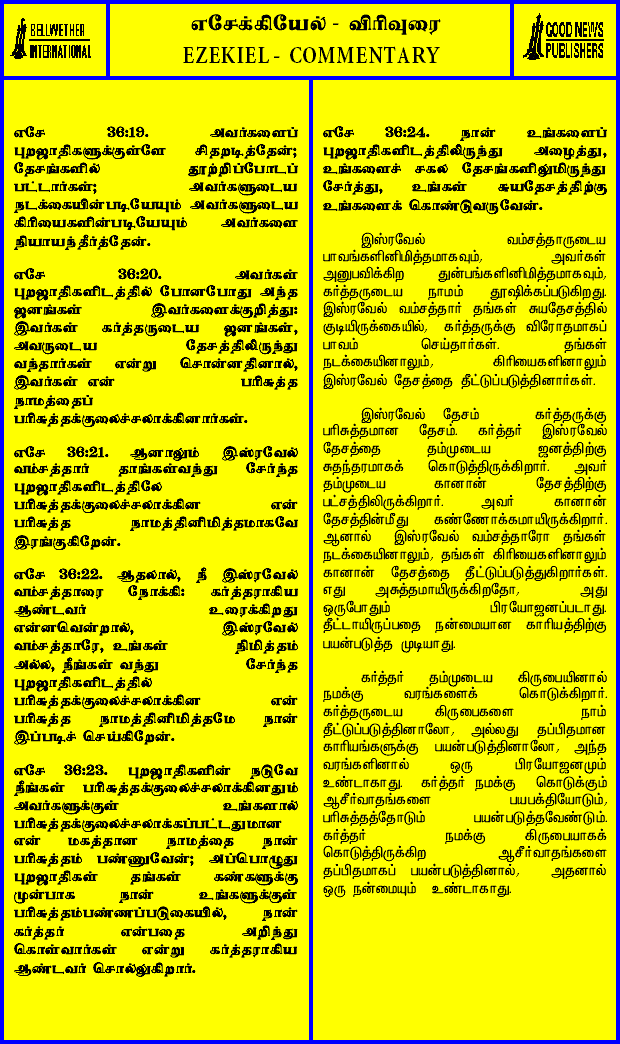 BELLWETHER
INTERNATIONAL
எசேக்கியேல் - விரிவுரை
EZEKIEL - COMMENTARY
GOOD NEWS
PUBLISHERS
எசே 36:19. அவர்களைப்
புறஜாதிகளுக்குள்ளே சிதறடித்தேன்;
தேசங்களில் தூற்றிப்போடப்
பட்டார்கள்; அவர்களுடைய
நடக்கையின்படியேயும் அவர்களுடைய
கிரியைகளின்படியேயும் அவர்களை
நியாயந்தீர்த்தேன்.
எசே 36:20. அவர்கள்
புறஜாதிகளிடத்தில் போனபோது அந்த
ஜனங்கள் இவர்களைக்குறித்து:
இவர்கள் கர்த்தருடைய ஜனங்கள்,
அவருடைய தேசத்திலிருந்து
வந்தார்கள் என்று சொன்னதினால்,
இவர்கள் என் பரிசுத்த
நாமத்தைப்
பரிசுத்தக்குலைச்சலாக்கினார்கள்.
எசே 36:21. ஆனாலும் இஸ்ரவேல்
வம்சத்தார் தாங்கள்வந்து சேர்ந்த
புறஜாதிகளிடத்திலே
பரிசுத்தக்குலைச்சலாக்கின என்
பரிசுத்த நாமத்தினிமித்தமாகவே
இரங்குகிறேன்.
எசே 36:22. ஆதலால், நீ இஸ்ரவேல்
வம்சத்தாரை நோக்கி: கர்த்தராகிய
ஆண்டவர் உரைக்கிறது
என்னவென்றால், இஸ்ரவேல்
வம்சத்தாரே, உங்கள் நிமித்தம்
அல்ல, நீங்கள் வந்து சேர்ந்த
புறஜாதிகளிடத்தில்
பரிசுத்தக்குலைச்சலாக்கின என்
பரிசுத்த நாமத்தினிமித்தமே நான்
இப்படிச் செய்கிறேன்.
எசே 36:23. புறஜாதிகளின் நடுவே
நீங்கள் பரிசுத்தக்குலைச்சலாக்கினதும்
அவர்களுக்குள் உங்களால்
பரிசுத்தக்குலைச்சலாக்கப்பட்டதுமான
என் மகத்தான நாமத்தை நான்
பரிசுத்தம் பண்ணுவேன்; அப்பொழுது
புறஜாதிகள் தங்கள் கண்களுக்கு
முன்பாக நான் உங்களுக்குள்
பரிசுத்தம்பண்ணப்படுகையில், நான்
கர்த்தர் என்பதை அறிந்து
கொள்வார்கள் என்று கர்த்தராகிய
ஆண்டவர் சொல்லுகிறார்.
எசே 36:24. நான் உங்களைப்
புறஜாதிகளிடத்திலிருந்து அழைத்து,
உங்களைச் சகல தேசங்களிலுமிருந்து
சேர்த்து, உங்கள் சுயதேசத்திற்கு
உங்களைக் கொண்டுவருவேன்.
இஸ்ரவேல் வம்சத்தாருடைய
பாவங்களினிமித்தமாகவும், அவர்கள்
அனுபவிக்கிற துன்பங்களினிமித்தமாகவும்,
கர்த்தருடைய நாமம் தூஷிக்கப்படுகிறது.
இஸ்ரவேல் வம்சத்தார் தங்கள் சுயதேசத்தில்
குடியிருக்கையில், கர்த்தருக்கு விரோதமாகப்
பாவம் செய்தார்கள். தங்கள்
நடக்கையினாலும், கிரியைகளினாலும்
இஸ்ரவேல் தேசத்தை தீட்டுப்படுத்தினார்கள்.
இஸ்ரவேல் தேசம் கர்த்தருக்கு
பரிசுத்தமான தேசம். கர்த்தர் இஸ்ரவேல்
தேசத்தை தம்முடைய ஜனத்திற்கு
சுதந்தரமாகக் கொடுத்திருக்கிறார். அவர்
தம்முடைய கானான் தேசத்திற்கு
பட்சத்திலிருக்கிறார். அவர் கானான்
தேசத்தின்மீது கண்ணோக்கமாயிருக்கிறார்.
ஆனால் இஸ்ரவேல் வம்சத்தாரோ தங்கள்
நடக்கையினாலும், தங்கள் கிரியைகளினாலும்
கானான் தேசத்தை தீட்டுப்படுத்துகிறார்கள்.
எது அசுத்தமாயிருக்கிறதோ, அது
ஒருபோதும் பிரயோஜனப்படாது.
தீட்டாயிருப்பதை நன்மையான காரியத்திற்கு
பயன்படுத்த முடியாது.
கர்த்தர் தம்முடைய கிருபையினால்
நமக்கு வரங்களைக் கொடுக்கிறார்.
கர்த்தருடைய கிருபைகளை நாம்
தீட்டுப்படுத்தினாலோ, அல்லது தப்பிதமான
காரியங்களுக்கு பயன்படுத்தினாலோ, அந்த
வரங்களினால் ஒரு பிரயோஜனமும்
உண்டாகாது. கர்த்தர் நமக்கு கொடுக்கும்
ஆசீர்வாதங்களை பயபக்தியோடும்,
பரிசுத்தத்தோடும் பயன்படுத்தவேண்டும்.
கர்த்தர் நமக்கு கிருபையாகக்
கொடுத்திருக்கிற ஆசீர்வாதங்களை
தப்பிதமாகப் பயன்படுத்தினால், அதனால்
ஒரு நன்மையும் உண்டாகாது.